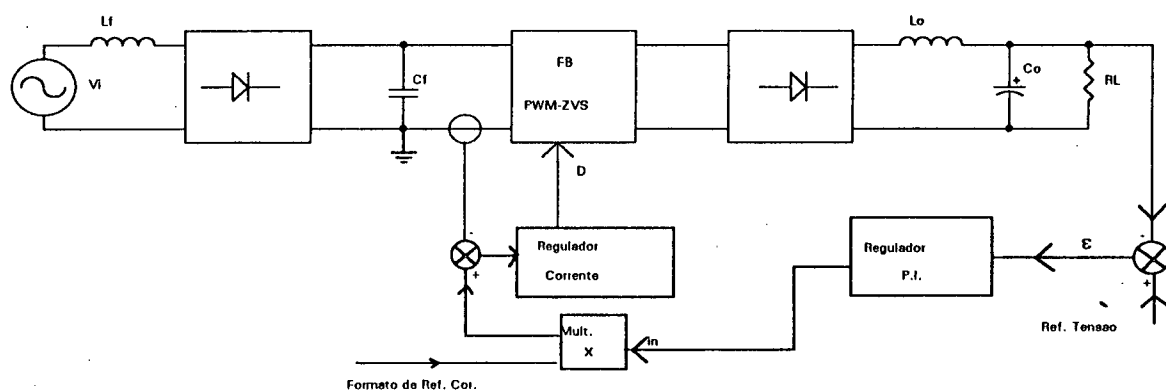 Lf
Vi
Cf
FB
PWM-ZVS
Lo
Co
+
RL
D
-
+
Regulador
Corrente
Regulador
P.I.
ε
-
+
Ref. Tensao
Mult.
X
in
Formato de Ref. Cor.